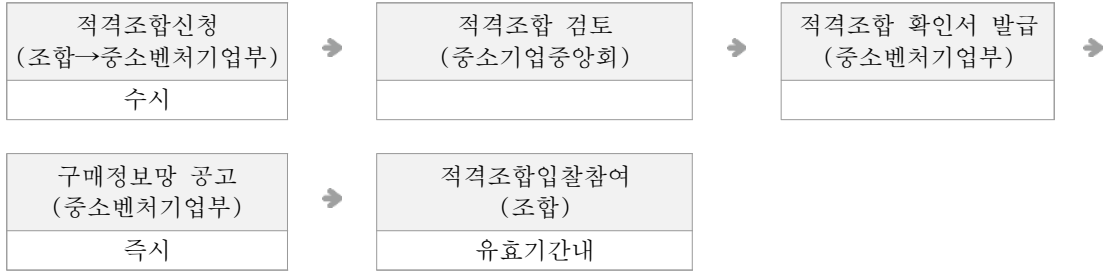 적격조합신청
(조합→중소벤처기업부)
수시
적격조합 검토
(중소기업중앙회)
적격조합 확인서 발급
(중소벤처기업부)
구매정보망 공고
(중소벤처기업부)
즉시
적격조합입찰참여
(조합)
유효기간내